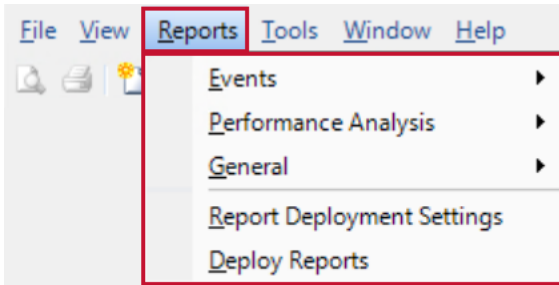 File View Reports Tools Window Help
Events
Performance Analysis
General
Report Deployment Settings
Deploy Reports